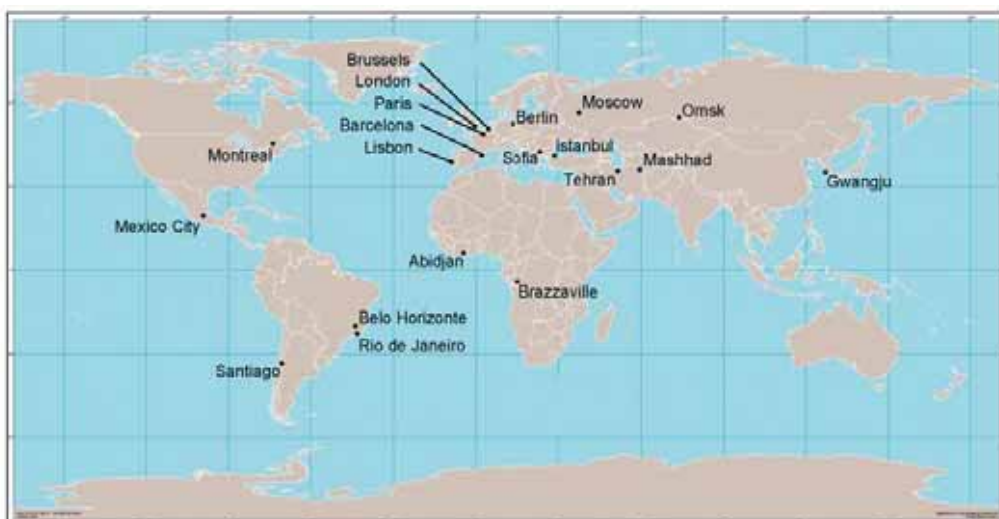 Brussels
London
Paris
Barcelona
Lisbon
Berlin
Moscow
Omsk
Montreal
Sofia
Istanbul
Tehran
Mashhad
Gwangju
Mexico City
Abidjan
Brazzaville
Belo Horizonte
Rio de Janeiro
Santiago